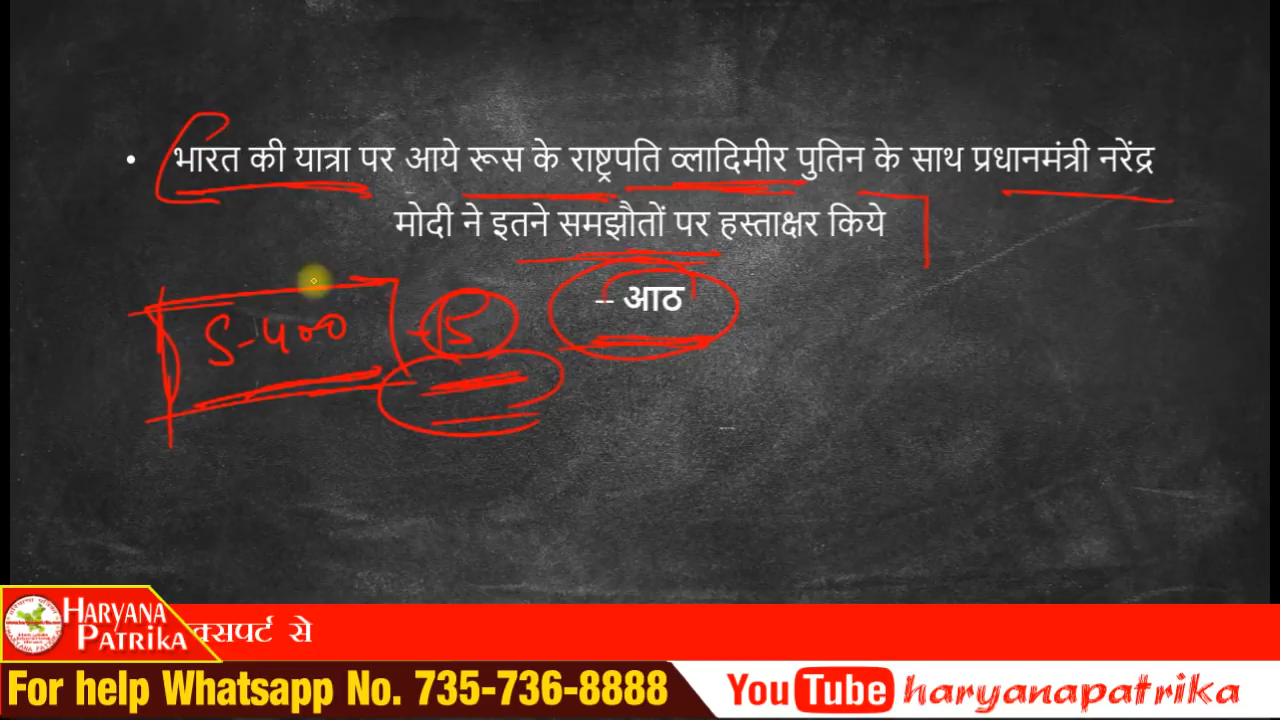 • भारत की यात्रा पर आये रूस के राष्ट्रपति व्लादिमीर पुतिन के साथ प्रधानमंत्री नरेंद्र
मोदी ने इतने समझौतों पर हस्ताक्षर किये
– आठ
S-400
HARYANA
PATRIKA
क्सपर्ट से
For help Whatsapp No. 735-736-8888
YouTube haryanapatrika